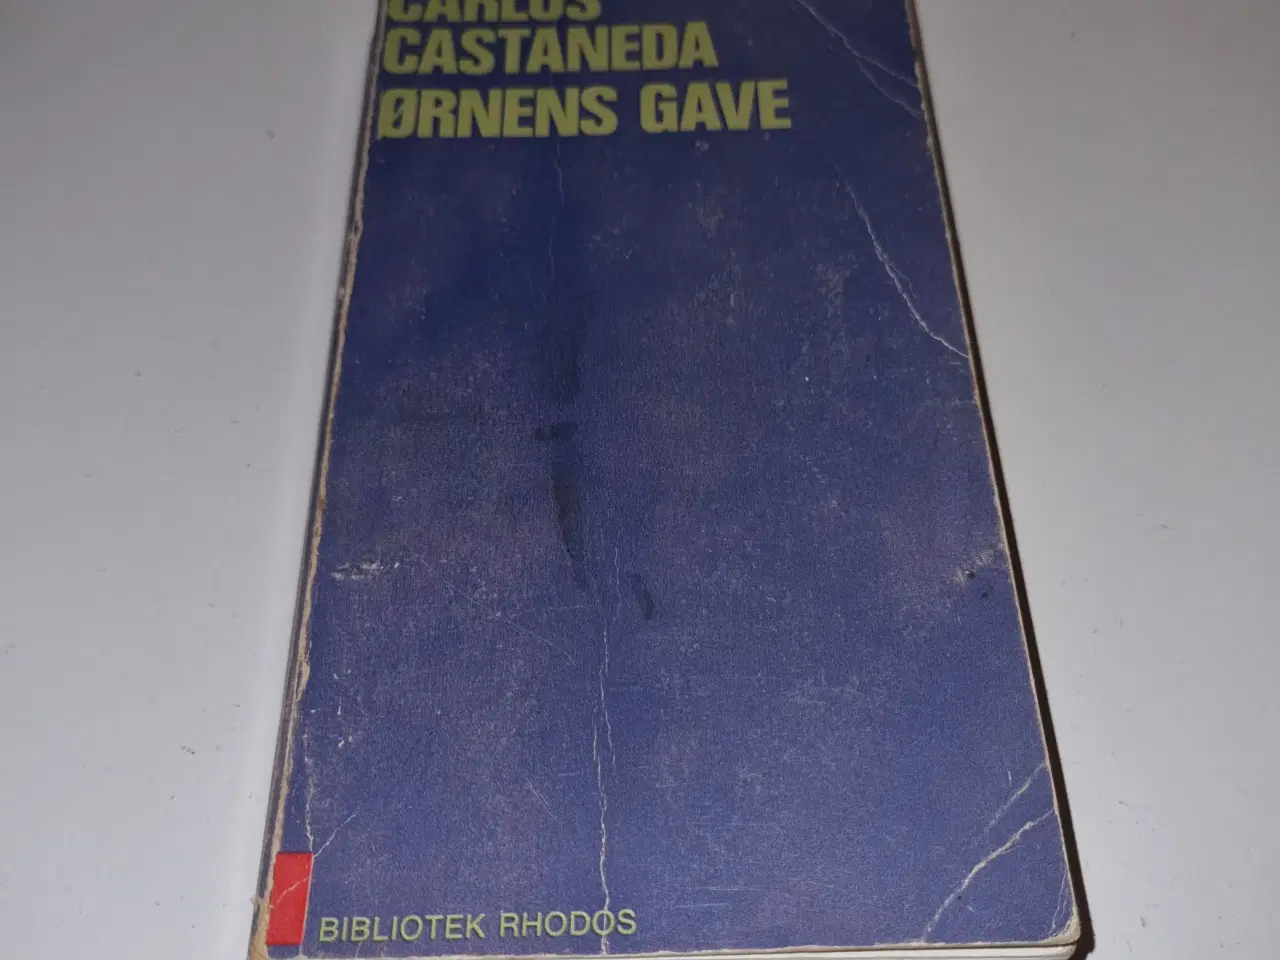 CARLOS
CASTANEDA
ØRNENS GAVE
BIBLIOTEK RHODOS